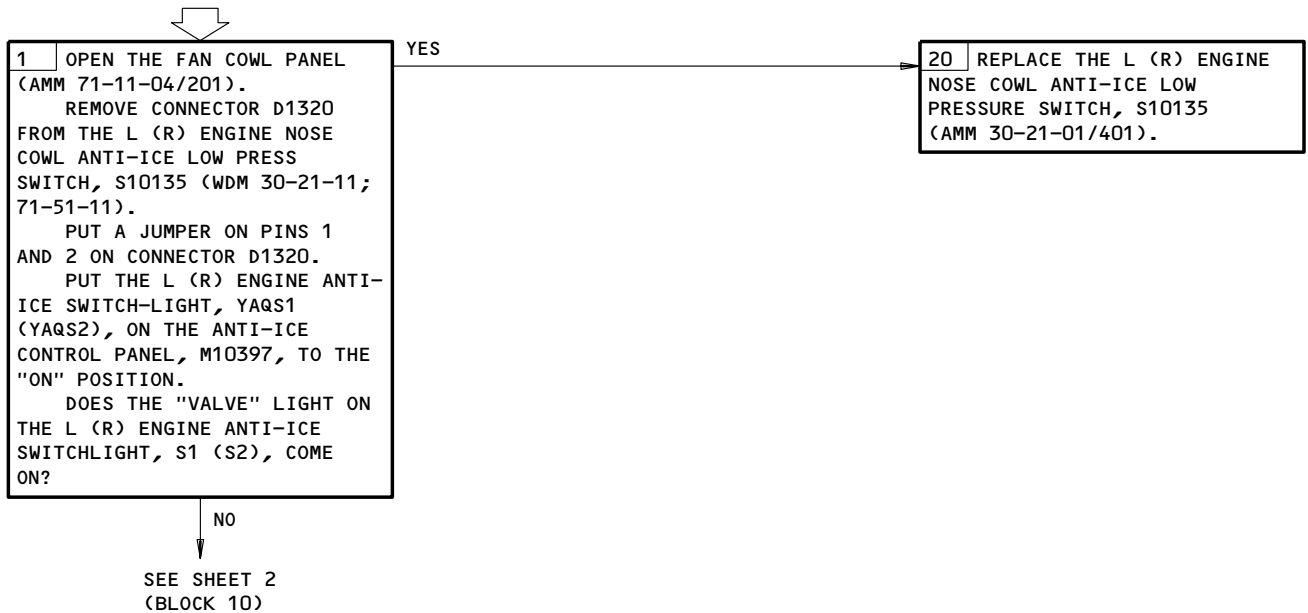 1 OPEN THE FAN COWL PANEL
(AMM 71-11-04/201).
REMOVE CONNECTOR D1320
FROM THE L (R) ENGINE NOSE
COWL ANTI-ICE LOW PRESS
SWITCH, S10135 (WDM 30-21-11;
71-51-11).
PUT A JUMPER ON PINS 1
AND 2 ON CONNECTOR D1320.
PUT THE L (R) ENGINE ANTI-
ICE SWITCH-LIGHT, YAQS1
(YAQS2), ON THE ANTI-ICE
CONTROL PANEL, M10397, TO THE
"ON" POSITION.
DOES THE "VALVE" LIGHT ON
THE L (R) ENGINE ANTI-ICE
SWITCHLIGHT, S1 (S2), COME
ON?
YES
20 REPLACE THE L (R) ENGINE
NOSE COWL ANTI-ICE LOW
PRESSURE SWITCH, S10135
(AMM 30-21-01/401).
NO
SEE SHEET 2
(BLOCK 10)